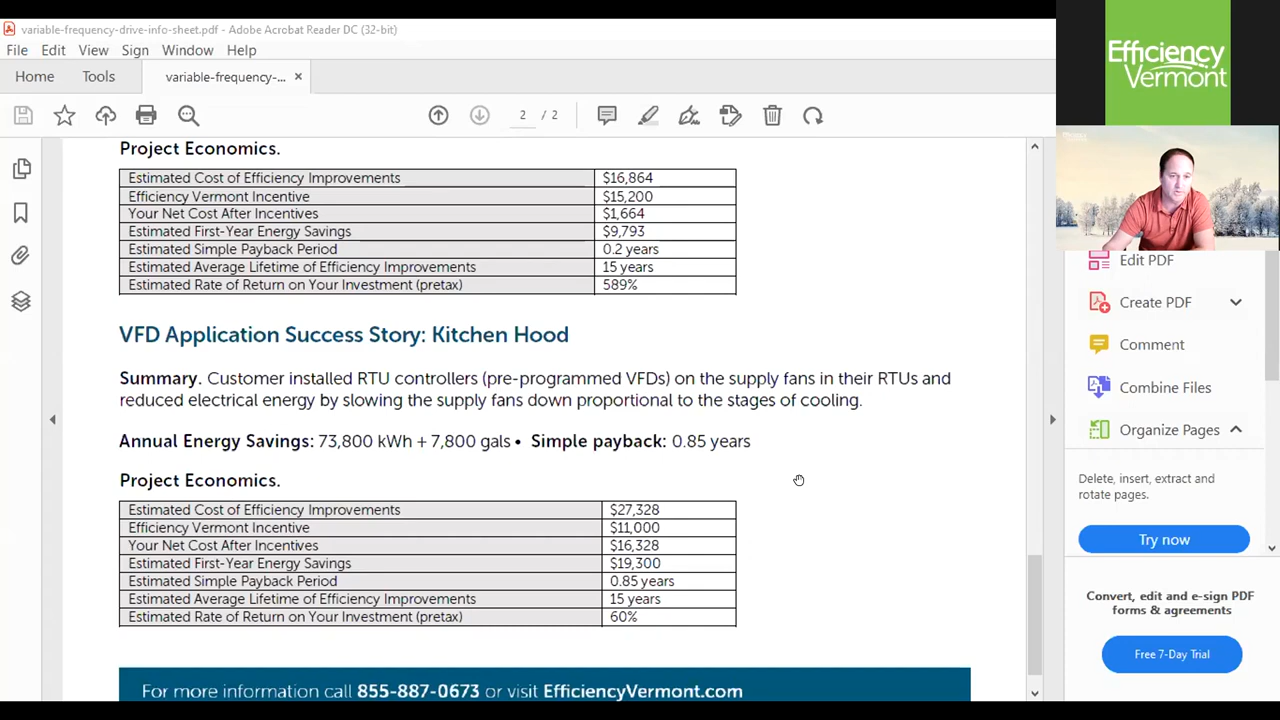 variable-frequency-drive-info-sheet.pdf - Adobe Acrobat Reader DC (32-bit)
File Edit View Sign Window Help
Home Tools variable-frequency-... ×
2 / 2
Efficiency
Vermont
Project Economics.
Estimated Cost of Efficiency Improvements $16,864
Efficiency Vermont Incentive $15,200
Your Net Cost After Incentives $1,664
Estimated First-Year Energy Savings $9,793
Estimated Simple Payback Period 0.2 years
Estimated Average Lifetime of Efficiency Improvements 15 years
Estimated Rate of Return on Your Investment (pretax) 589%
VFD Application Success Story: Kitchen Hood
Summary. Customer installed RTU controllers (pre-programmed VFDs) on the supply fans in their RTUs and
reduced electrical energy by slowing the supply fans down proportional to the stages of cooling.
Annual Energy Savings: 73,800 kWh + 7,800 gals • Simple payback: 0.85 years
Project Economics.
Estimated Cost of Efficiency Improvements $27,328
Efficiency Vermont Incentive $11,000
Your Net Cost After Incentives $16,328
Estimated First-Year Energy Savings $19,300
Estimated Simple Payback Period 0.85 years
Estimated Average Lifetime of Efficiency Improvements 15 years
Estimated Rate of Return on Your Investment (pretax) 60%
For more information call 855-887-0673 or visit EfficiencyVermont.com
Edit PDF
Create PDF
Comment
Combine Files
Organize Pages
Delete, insert, extract and
rotate pages.
Try now
Convert, edit and e-sign PDF
forms & agreements
Free 7-Day Trial